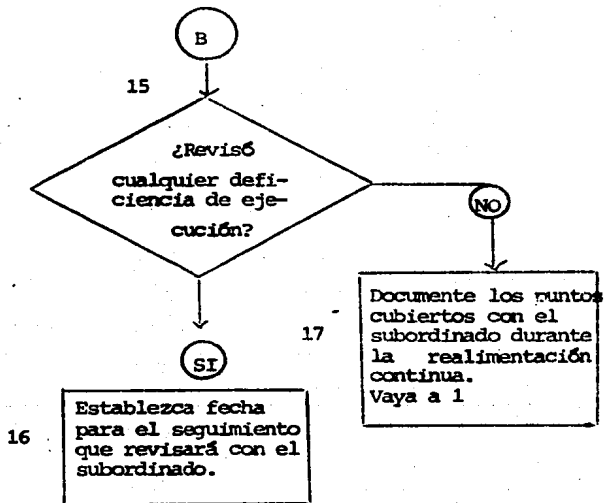 B
15
¿Revisó
cualquier defi-
ciencia de eje-
cución?
NO
SI
17
Documente los puntos
cubiertos con el
subordinado durante
la realimentación
continua.
Vaya a 1
16
Establezca fecha
para el seguimiento
que revisará con el
subordinado.